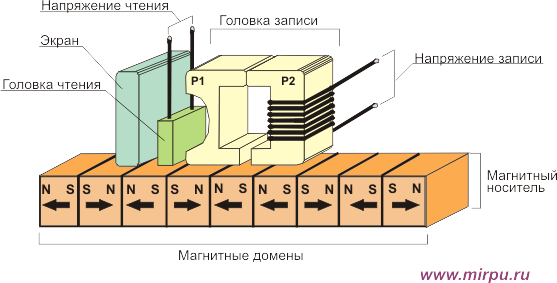 Напряжение чтения
Головка записи
Экран
Напряжение записи
Головка чтения
P1
P2
Магнитный
носитель
N S S N N S S N N S S N N S N S S N
Магнитные домены
www.mirpu.ru